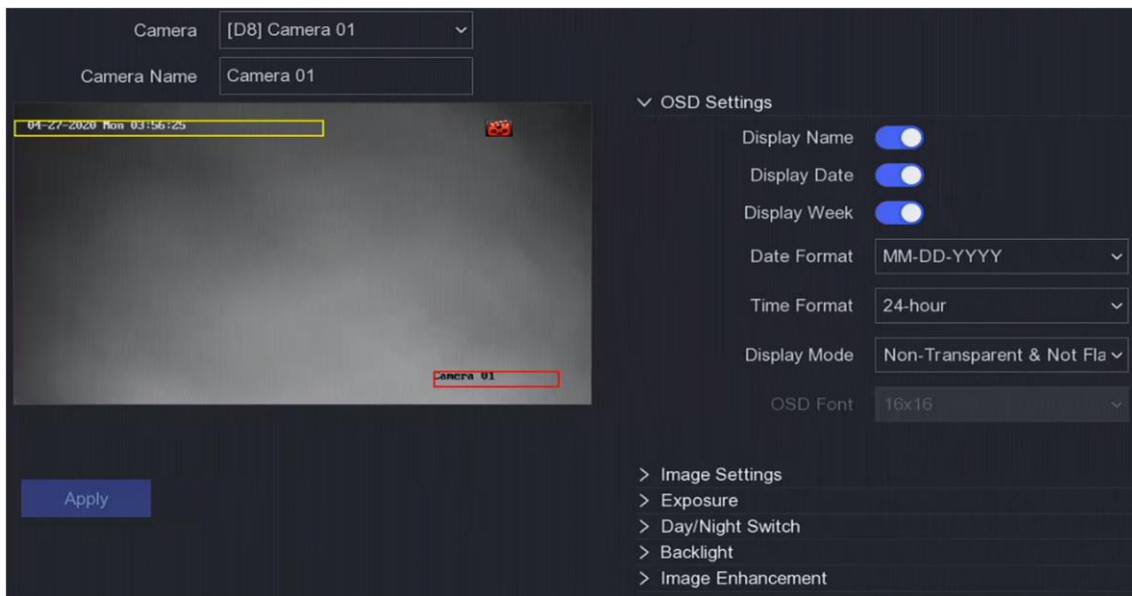 Camera [D8] Camera 01
Camera Name Camera 01
04-27-2020 Mon 03:56:25
Camera 01
Apply
OSD Settings
Display Name
Display Date
Display Week
Date Format MM-DD-YYYY
Time Format 24-hour
Display Mode Non-Transparent & Not Fla
OSD Font 16x16
Image Settings
Exposure
Day/Night Switch
Backlight
Image Enhancement